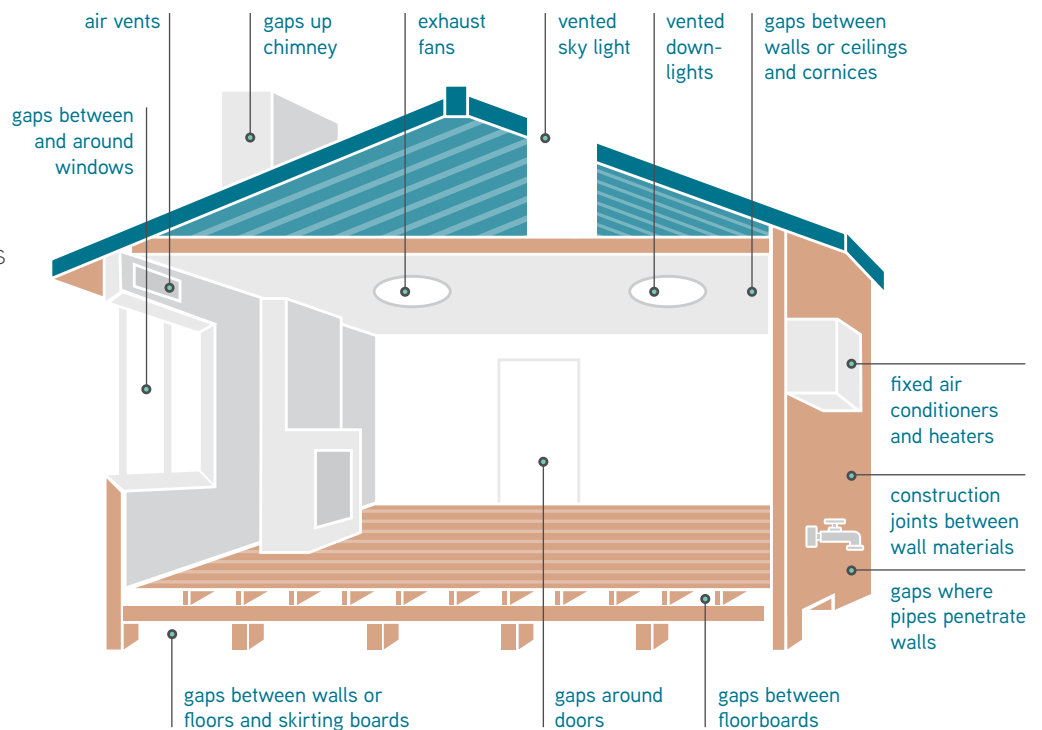 air vents
gaps up
chimney
exhaust
fans
vented
sky light
vented
down-
lights
gaps between
walls or ceilings
and cornices
gaps between
and around
windows
s
fixed air
conditioners
and heaters
construction
joints between
wall materials
gaps where
pipes penetrate
walls
gaps between walls or
floors and skirting boards
gaps around
doors
gaps between
floorboards